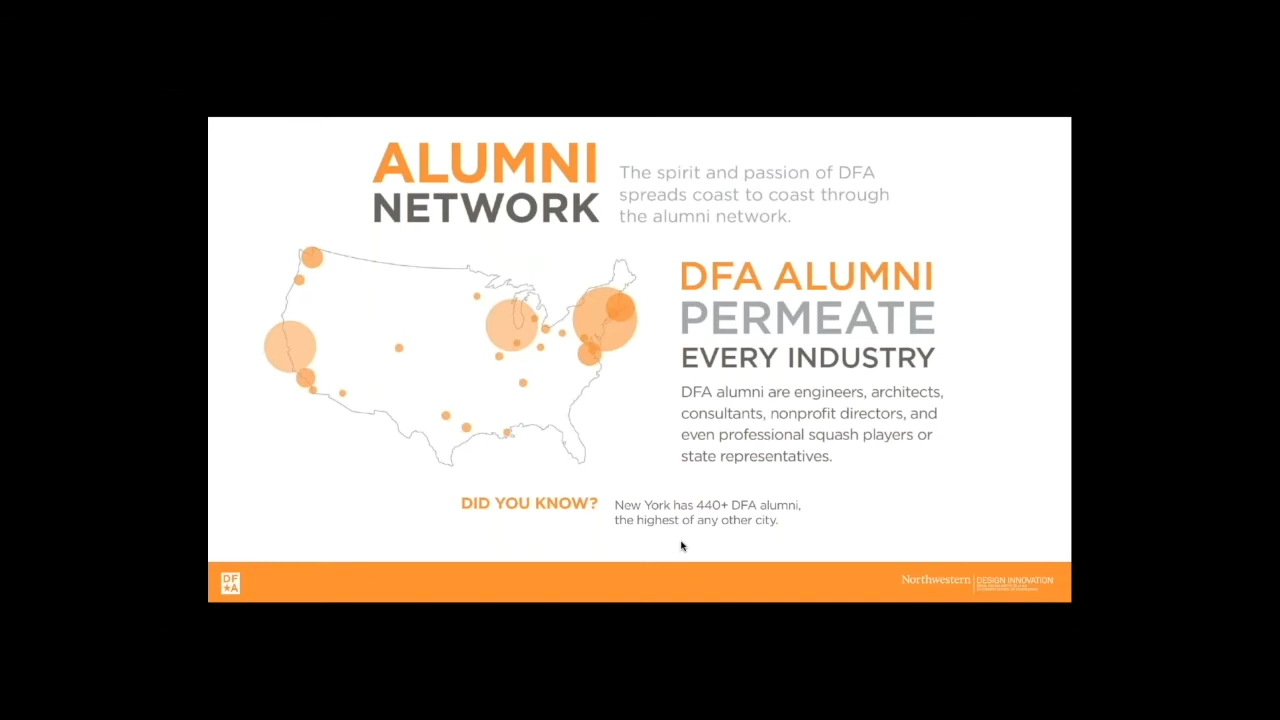 ALUMNI
NETWORK
The spirit and passion of DFA
spreads coast to coast through
the alumni network.
DFA ALUMNI
PERMEATE
EVERY INDUSTRY
DFA alumni are engineers, architects,
consultants, nonprofit directors, and
even professional squash players or
state representatives.
DID YOU KNOW?
New York has 440+ DFA alumni,
the highest of any other city.
DF
★A
Northwestern
DESIGN INNOVATION